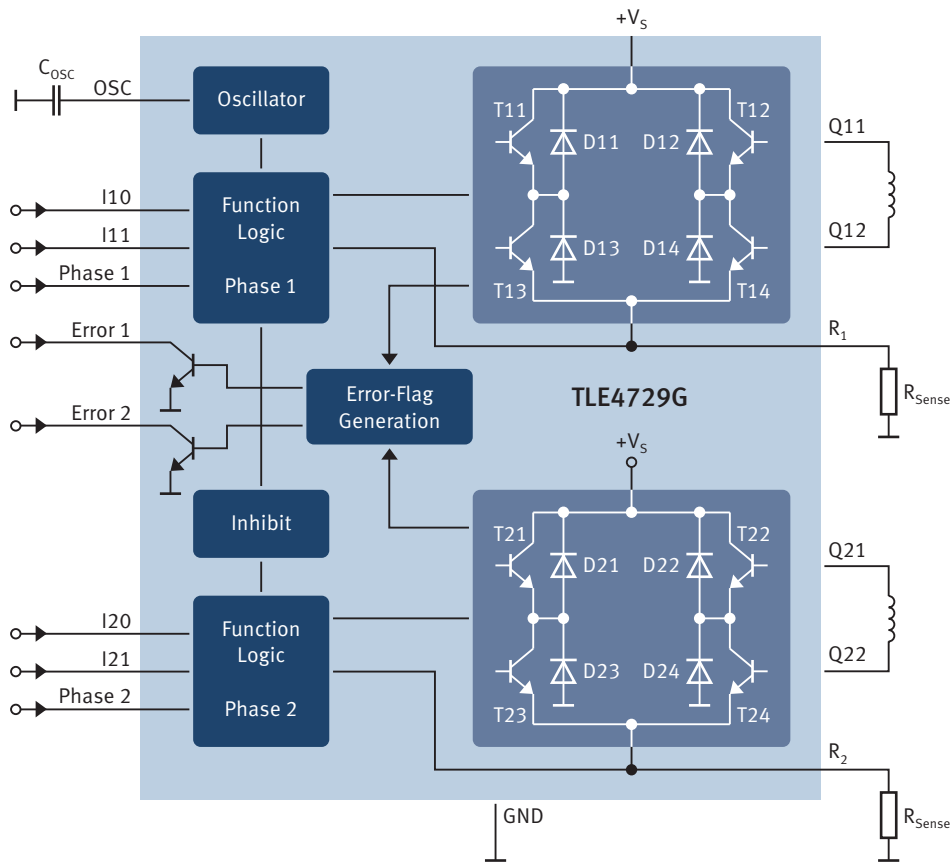 +VS
COSC
OSC
Oscillator
T11
T12
D11
D12
Q11
I10
Function
Logic
I11
Q12
D13
D14
Phase 1
Phase 1
T13
T14
Error 1
R1
Error-Flag
Generation
TLE4729G
RSense
Error 2
+VS
Inhibit
T21
T22
D21
D22
Q21
I20
Function
Logic
I21
Q22
D23
D24
Phase 2
Phase 2
T23
T24
R2
GND
RSense